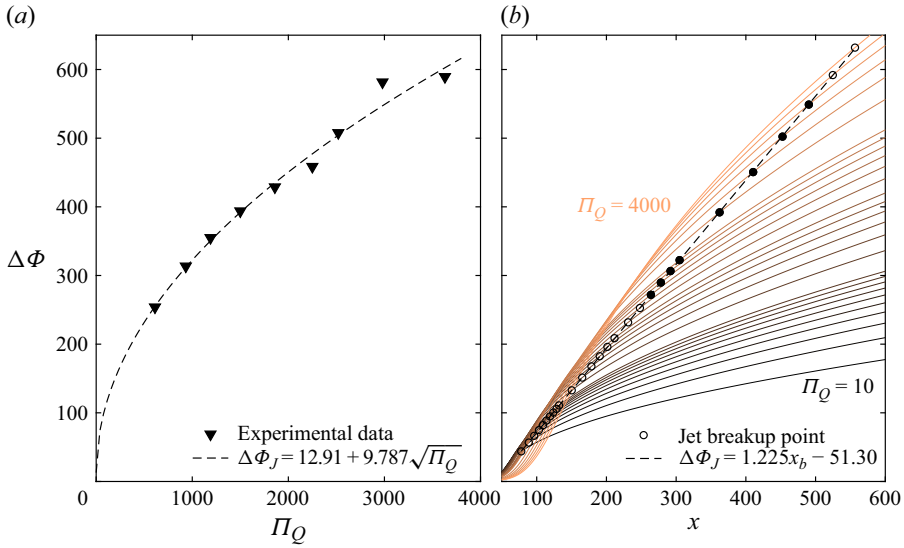 (a)
(b)
600
500
400
300
200
100
0
ΔΦ
0
1000
2000
3000
4000
Π_Q
Experimental data
ΔΦ_J = 12.91 + 9.787√Π_Q
Π_Q = 4000
Π_Q = 10
Jet breakup point
ΔΦ_J = 1.225x_b − 51.30
100
200
300
400
500
600
x